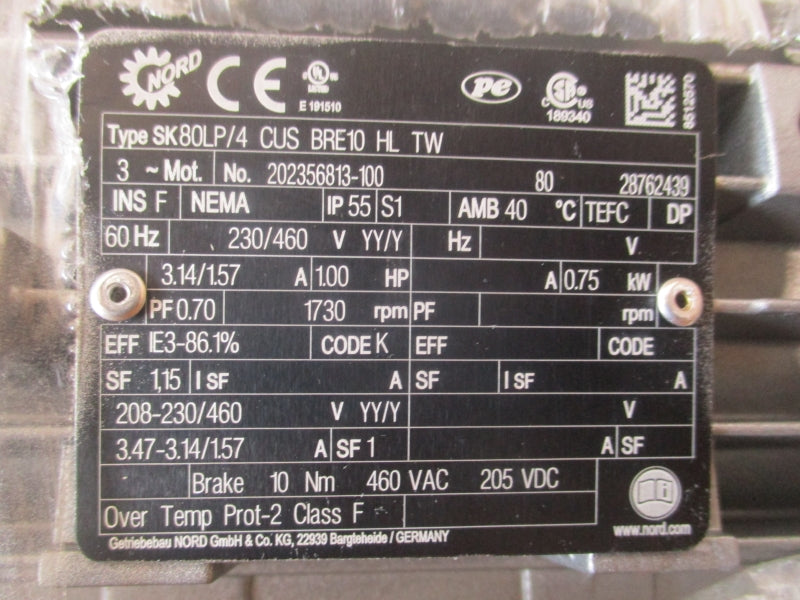 NORD CE UL LISTED E 191510 pe CSA C US 189340 8512570
Type SK80LP/4 CUS BRE10 HL TW
3 ~ Mot. No. 202356813-100 80 28762439
INS F NEMA IP 55 S1 AMB 40 °C TEFC DP
60 Hz 230/460 V YY/Y Hz V
3.14/1.57 A 1.00 HP A 0.75 kW
PF 0.70 1730 rpm PF rpm
EFF IE3-86.1% CODE K EFF CODE
SF 1,15 I SF A SF I SF A
208-230/460 V YY/Y V
3.47-3.14/1.57 A SF 1 A SF
Brake 10 Nm 460 VAC 205 VDC
Over Temp Prot-2 Class F
www.nord.com
Getriebebau NORD GmbH & Co. KG, 22939 Bargteheide / GERMANY